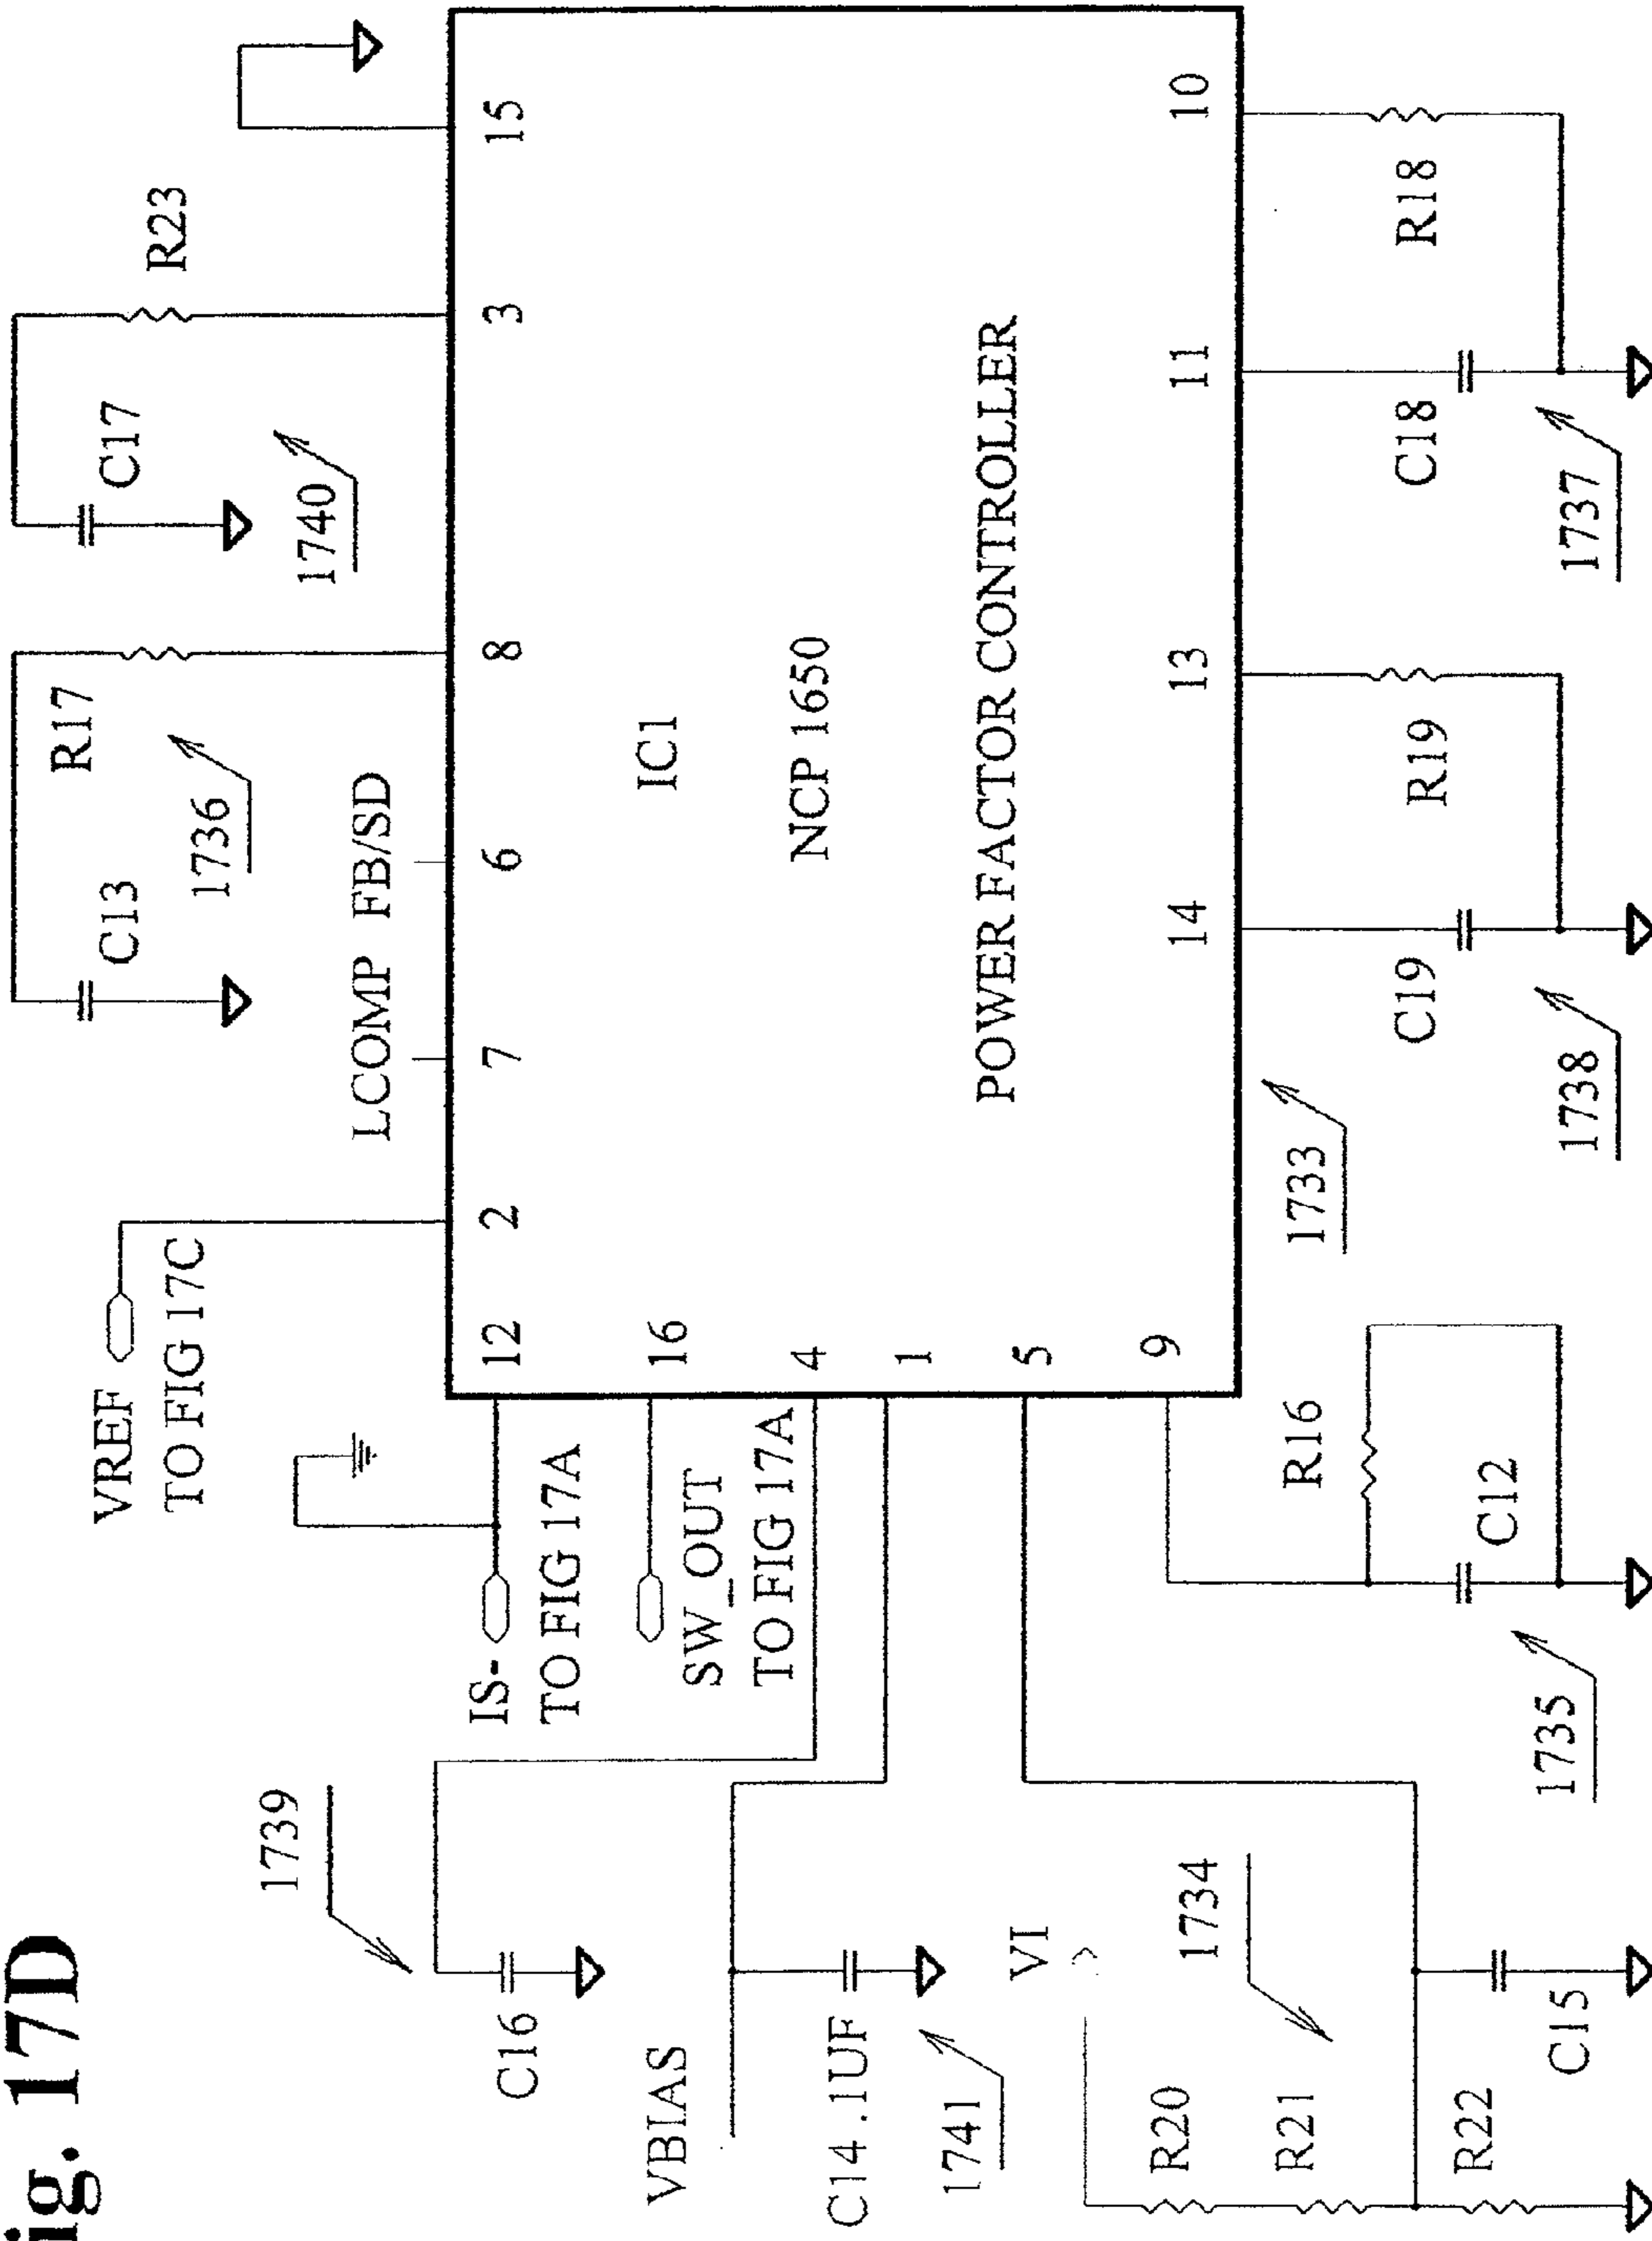 ig. 17D
VREF
TO FIG 17C
LCOMP FB/SD
C13
R17
1736
C17
R23
1740
12
2
7
6
8
3
15
IS-
TO FIG 17A
16
SW_OUT
TO FIG 17A
4
1
5
9
1739
C16
VBIAS
C14 .1UF
1741
VI
1734
R20
R21
R22
C15
IC1
NCP 1650
POWER FACTOR CONTROLLER
14
13
11
10
1733
R16
C12
1735
C19
R19
1738
C18
R18
1737